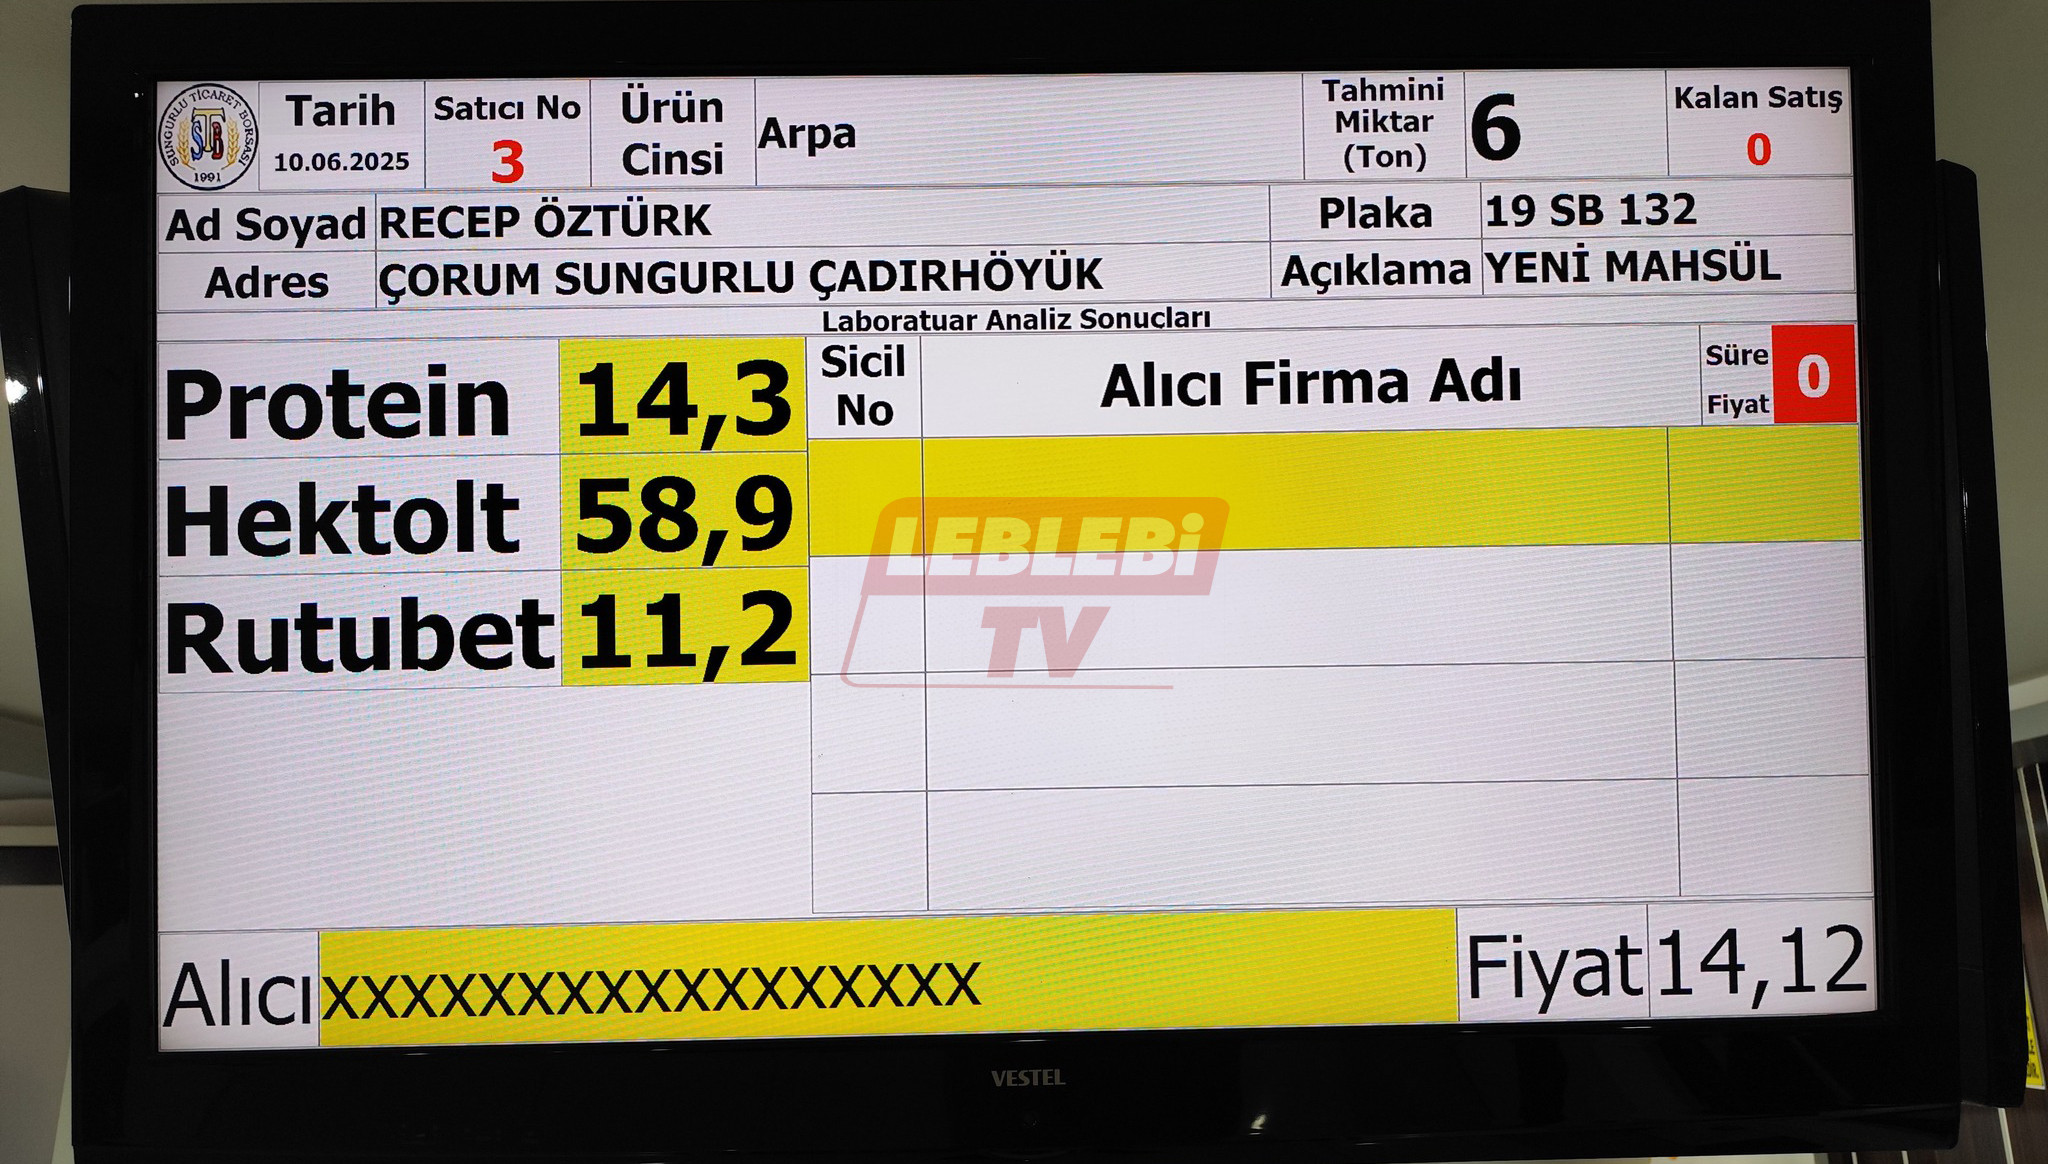 SUNGURLU TİCARET BORSASI
STB
1991
Tarih
10.06.2025
Satıcı No
3
Ürün
Cinsi
Arpa
Tahmini
Miktar
(Ton)
6
Kalan Satış
0
Ad Soyad RECEP ÖZTÜRK
Plaka 19 SB 132
Adres ÇORUM SUNGURLU ÇADIRHÖYÜK
Açıklama YENİ MAHSÜL
Laboratuar Analiz Sonuçları
Protein 14,3
Hektolt 58,9
Rutubet 11,2
Sicil
No
Alıcı Firma Adı
Süre
Fiyat
0
LEBLEBİ
TV
Alıcı xxxxxxxxxxxxxxxxx
Fiyat 14,12
VESTEL